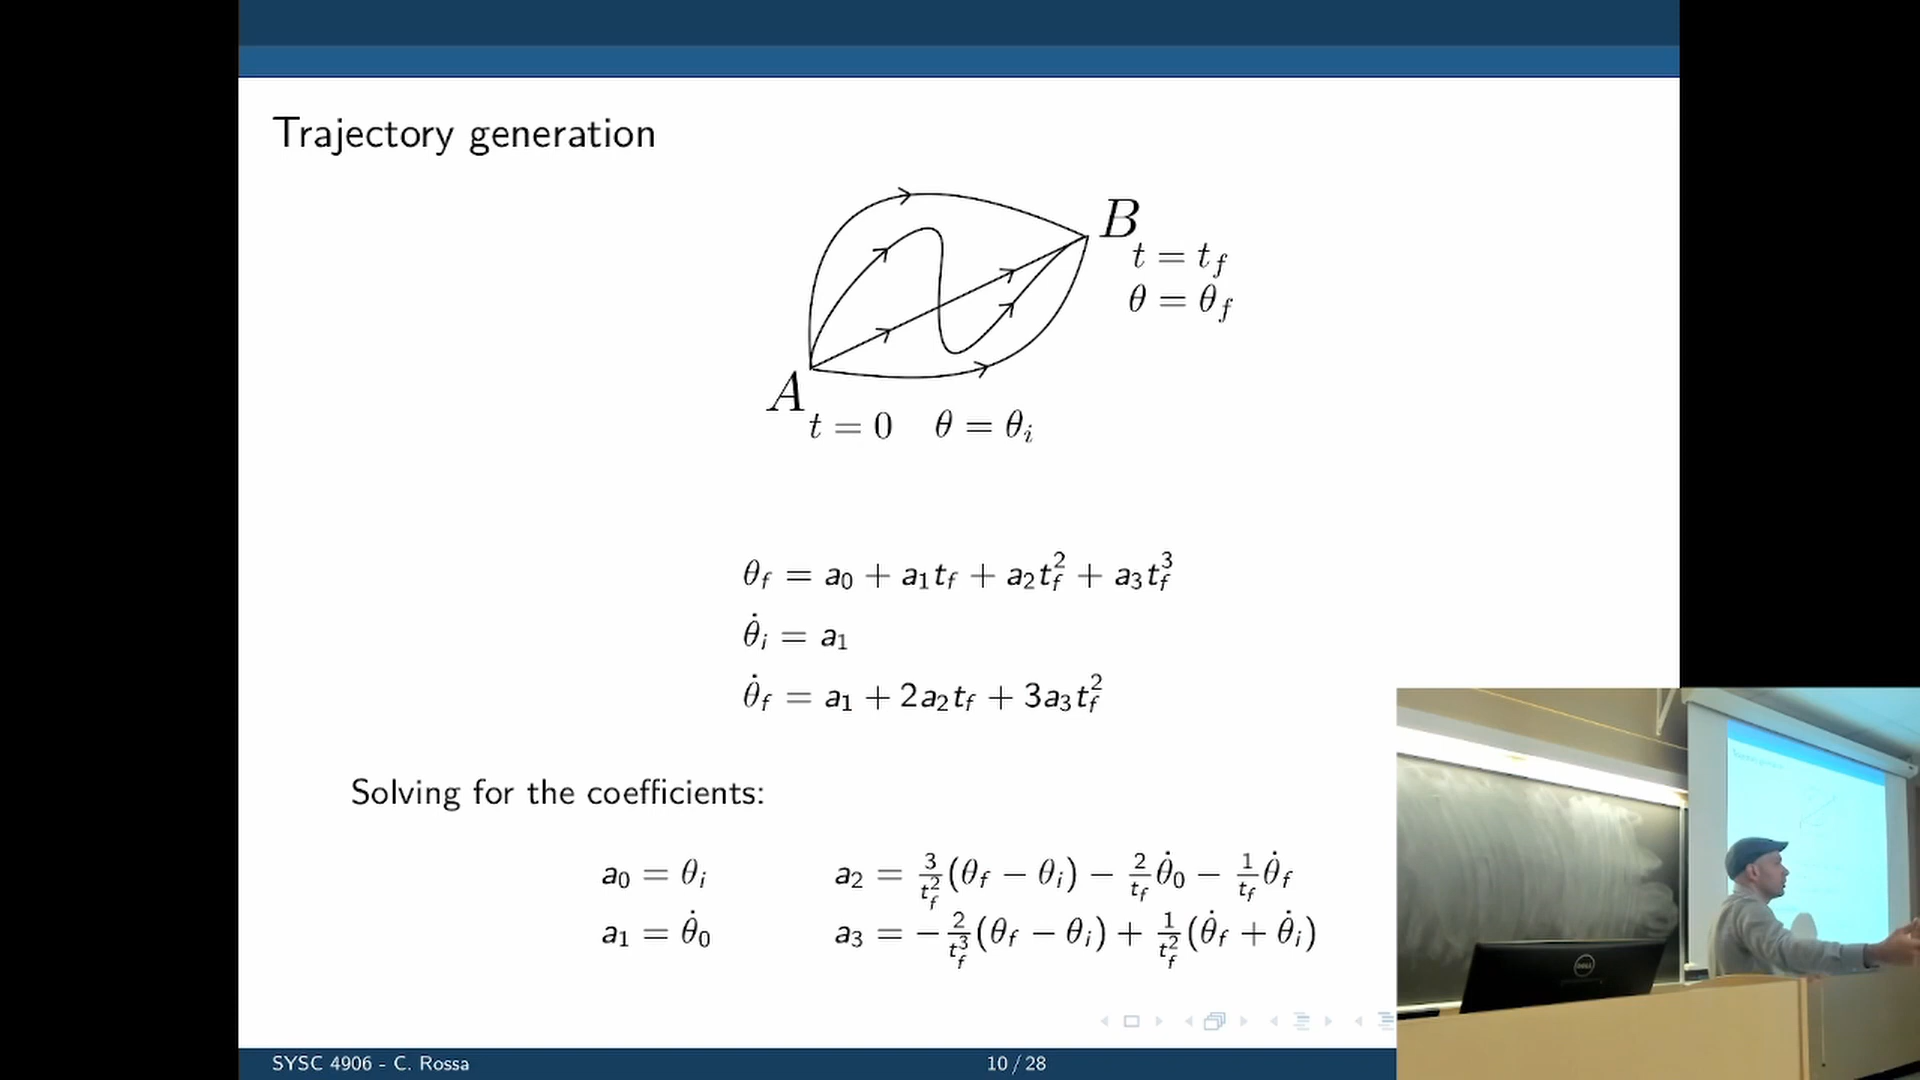 Trajectory generation
B
t = t_f
θ = θ_f
A
t = 0 θ = θ_i
θ_f = a_0 + a_1 t_f + a_2 t_f^2 + a_3 t_f^3
θ̇_i = a_1
θ̇_f = a_1 + 2a_2 t_f + 3a_3 t_f^2
Solving for the coefficients:
a_0 = θ_i a_2 = 3/t_f^2 (θ_f − θ_i) − 2/t_f θ̇_0 − 1/t_f θ̇_f
a_1 = θ̇_0 a_3 = − 2/t_f^3 (θ_f − θ_i) + 1/t_f^2 (θ̇_f + θ̇_i)
DELL
SYSC 4906 - C. Rossa 10 / 28